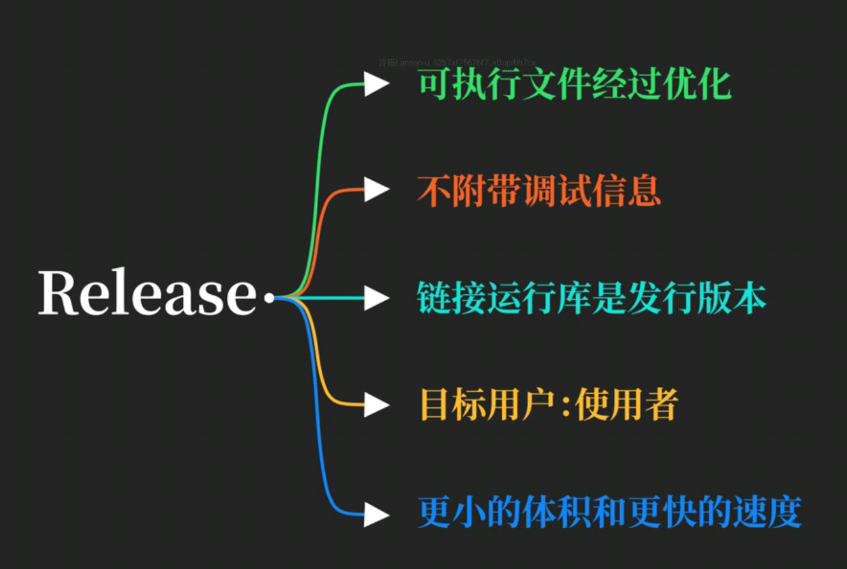 可执行文件经过优化
不附带调试信息
Release
链接运行库是发行版本
目标用户:使用者
更小的体积和更快的速度